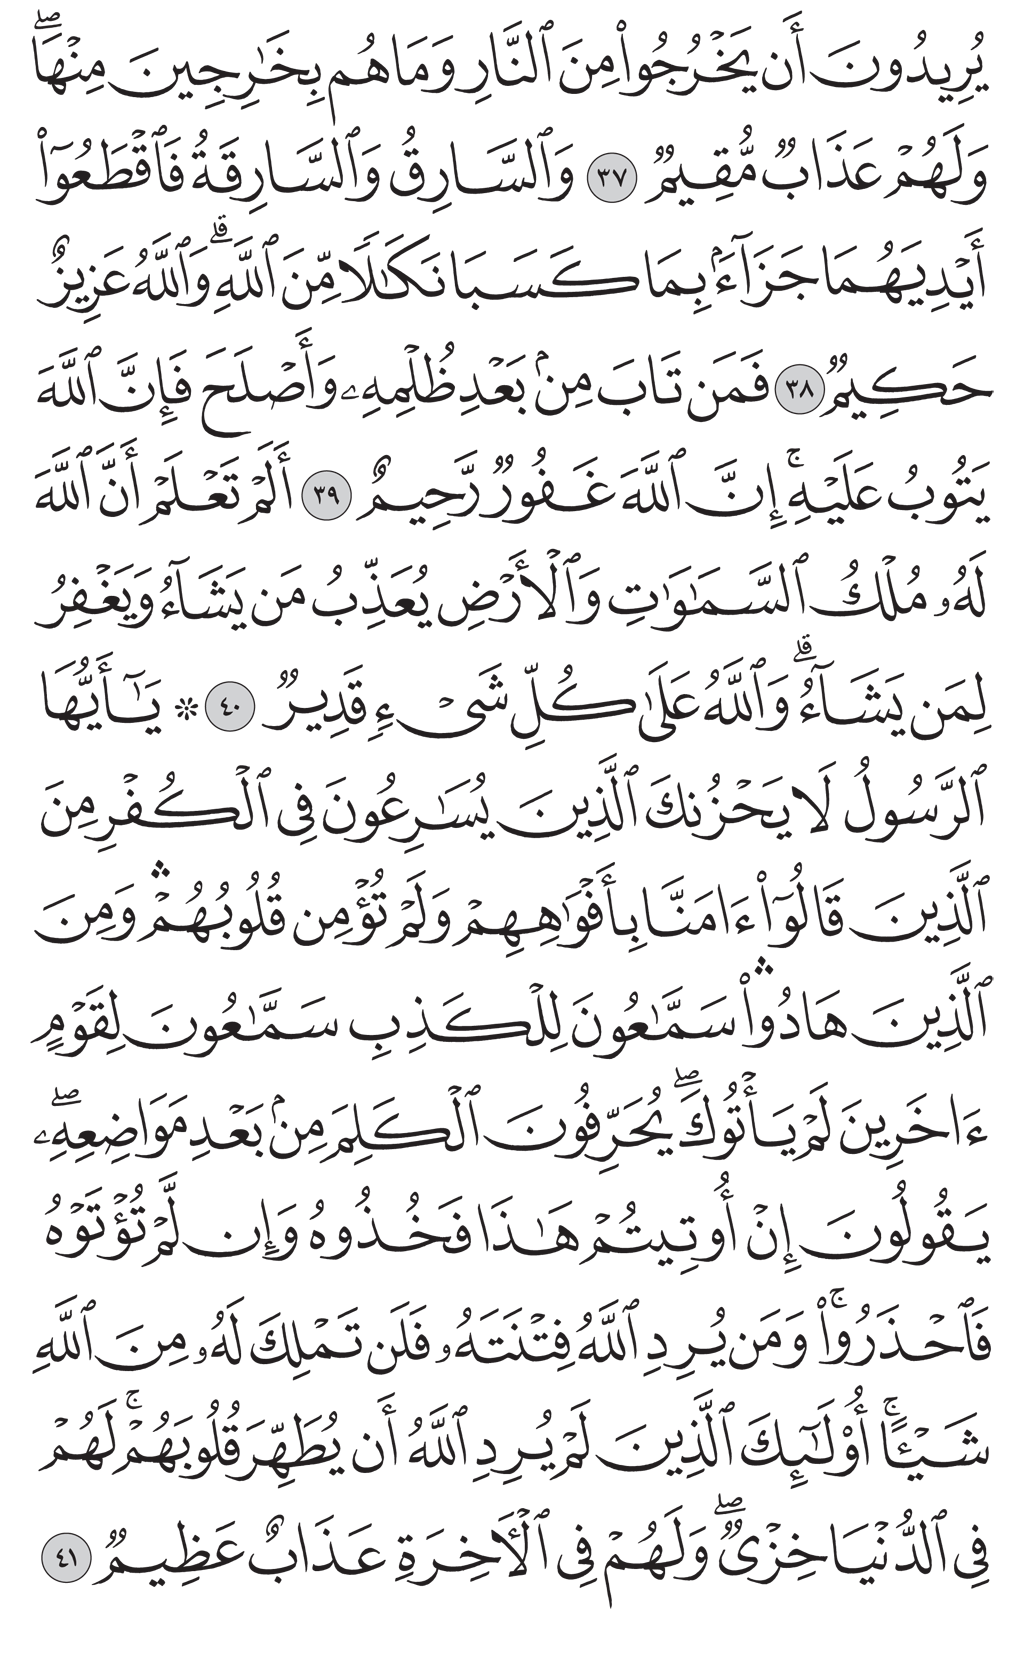 يُرِيدُونَ أَن يَخۡرُجُواْ مِنَ ٱلنَّارِ وَمَا هُم بِخَٰرِجِينَ مِنۡهَاۖ
وَلَهُمۡ عَذَابٞ مُّقِيمٞ ٣٧ وَٱلسَّارِقُ وَٱلسَّارِقَةُ فَٱقۡطَعُوٓاْ
أَيۡدِيَهُمَا جَزَآءَۢ بِمَا كَسَبَا نَكَٰلٗا مِّنَ ٱللَّهِۗ وَٱللَّهُ عَزِيزٌ
حَكِيمٞ ٣٨ فَمَن تَابَ مِنۢ بَعۡدِ ظُلۡمِهِۦ وَأَصۡلَحَ فَإِنَّ ٱللَّهَ
يَتُوبُ عَلَيۡهِۚ إِنَّ ٱللَّهَ غَفُورٞ رَّحِيمٌ ٣٩ أَلَمۡ تَعۡلَمۡ أَنَّ ٱللَّهَ
لَهُۥ مُلۡكُ ٱلسَّمَٰوَٰتِ وَٱلۡأَرۡضِ يُعَذِّبُ مَن يَشَآءُ وَيَغۡفِرُ
لِمَن يَشَآءُۗ وَٱللَّهُ عَلَىٰ كُلِّ شَيۡءٖ قَدِيرٞ ٤٠ ۞ يَٰٓأَيُّهَا
ٱلرَّسُولُ لَا يَحۡزُنكَ ٱلَّذِينَ يُسَٰرِعُونَ فِي ٱلۡكُفۡرِ مِنَ
ٱلَّذِينَ قَالُوٓاْ ءَامَنَّا بِأَفۡوَٰهِهِمۡ وَلَمۡ تُؤۡمِن قُلُوبُهُمۡۛ وَمِنَ
ٱلَّذِينَ هَادُواْۛ سَمَّٰعُونَ لِلۡكَذِبِ سَمَّٰعُونَ لِقَوۡمٍ
ءَاخَرِينَ لَمۡ يَأۡتُوكَۖ يُحَرِّفُونَ ٱلۡكَلِمَ مِنۢ بَعۡدِ مَوَاضِعِهِۦۖ
يَقُولُونَ إِنۡ أُوتِيتُمۡ هَٰذَا فَخُذُوهُ وَإِن لَّمۡ تُؤۡتَوۡهُ
فَٱحۡذَرُواْۚ وَمَن يُرِدِ ٱللَّهُ فِتۡنَتَهُۥ فَلَن تَمۡلِكَ لَهُۥ مِنَ ٱللَّهِ
شَيۡـًٔاۚ أُوْلَٰٓئِكَ ٱلَّذِينَ لَمۡ يُرِدِ ٱللَّهُ أَن يُطَهِّرَ قُلُوبَهُمۡۚ لَهُمۡ
فِي ٱلدُّنۡيَا خِزۡيٞۖ وَلَهُمۡ فِي ٱلۡأٓخِرَةِ عَذَابٌ عَظِيمٞ ٤١